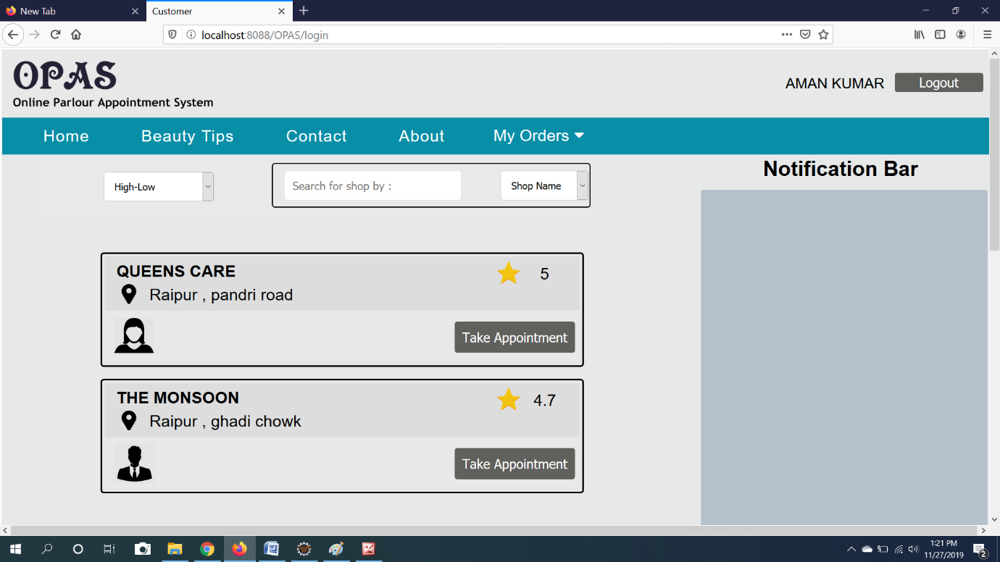 New Tab
Customer
localhost:8088/OPAS/login
OPAS
Online Parlour Appointment System
AMAN KUMAR
Logout
Home
Beauty Tips
Contact
About
My Orders
High-Low
Search for shop by :
Shop Name
Notification Bar
QUEENS CARE
5
Raipur , pandri road
Take Appointment
THE MONSOON
4.7
Raipur , ghadi chowk
Take Appointment
1:21 PM
11/27/2019
2